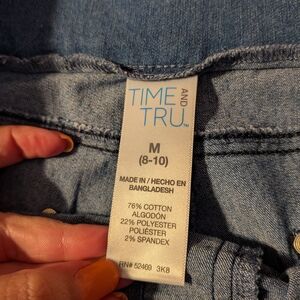 TIME AND
TRU™
M
(8-10)
MADE IN / HECHO EN
BANGLADESH
76% COTTON
ALGODÓN
22% POLYESTER
POLIÉSTER
2% SPANDEX
RN# 52469 3K8